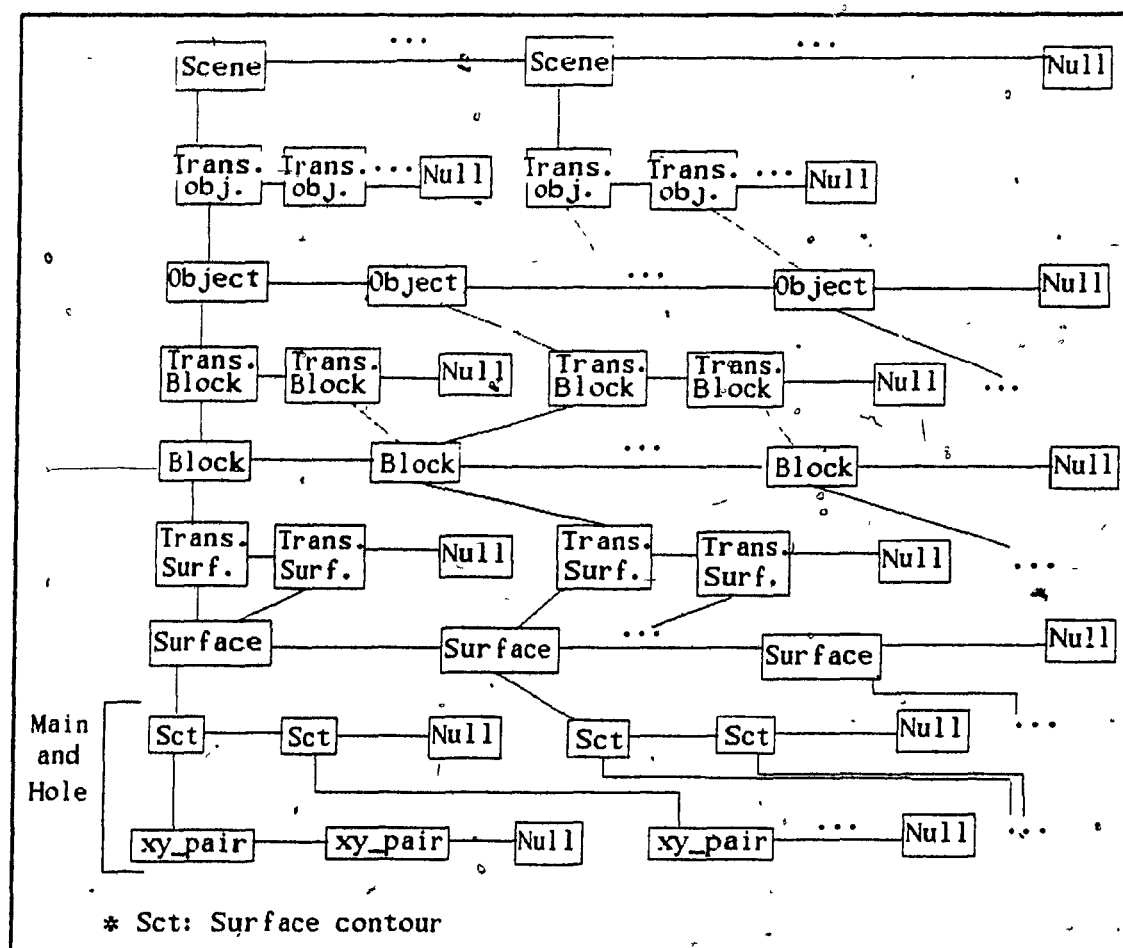 ... ...
Scene Scene Null
Trans. obj. Trans. obj. ... Null Trans. obj. Trans. obj. ... Null
Object Object ... Object Null
Trans. Block Trans. Block Null Trans. Block Trans. Block Null ...
Block Block ... Block Null
Trans. Surf. Trans. Surf. Null Trans. Surf. Trans. Surf. Null ...
Surface Surface ... Surface Null
Main and Hole
Sct Sct Null Sct Sct Null ...
xy_pair xy_pair Null xy_pair ... Null ...
* Sct: Surface contour